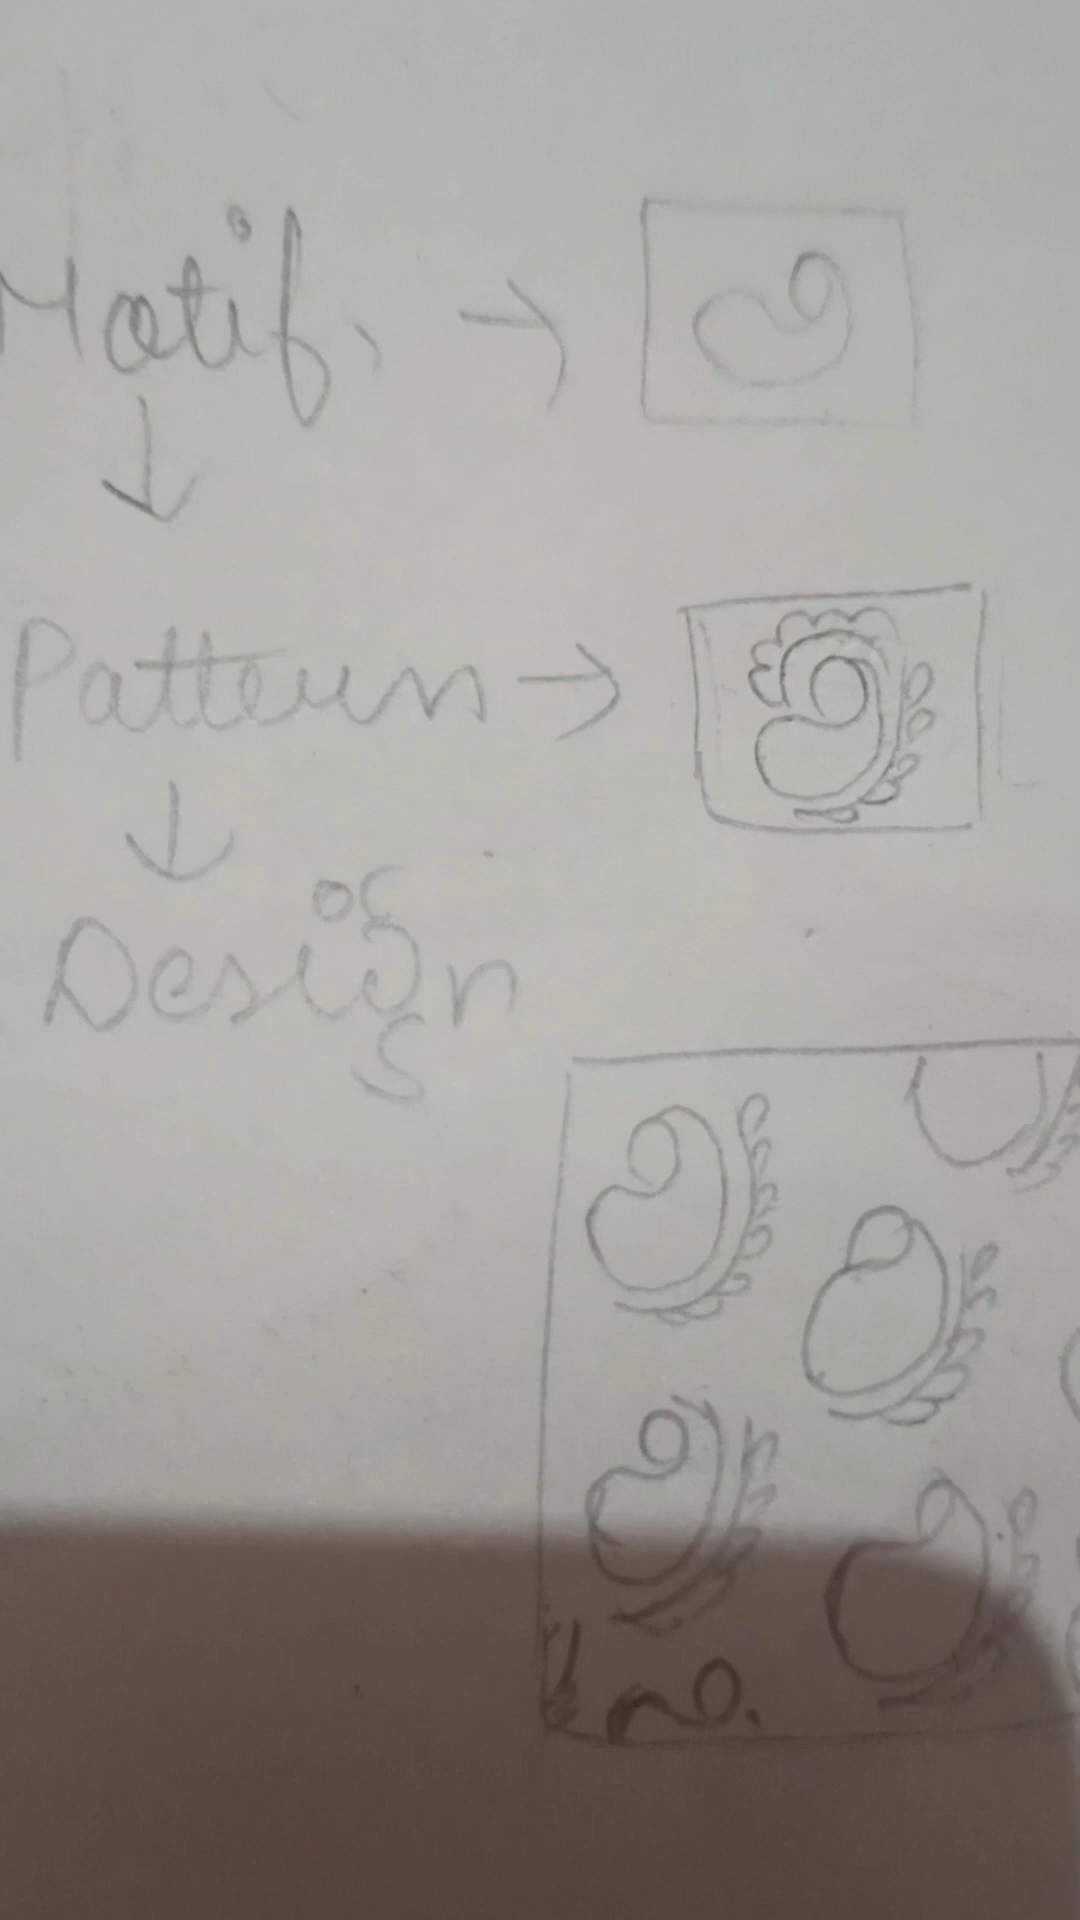 Motif, →
↓
Pattern →
↓
Design